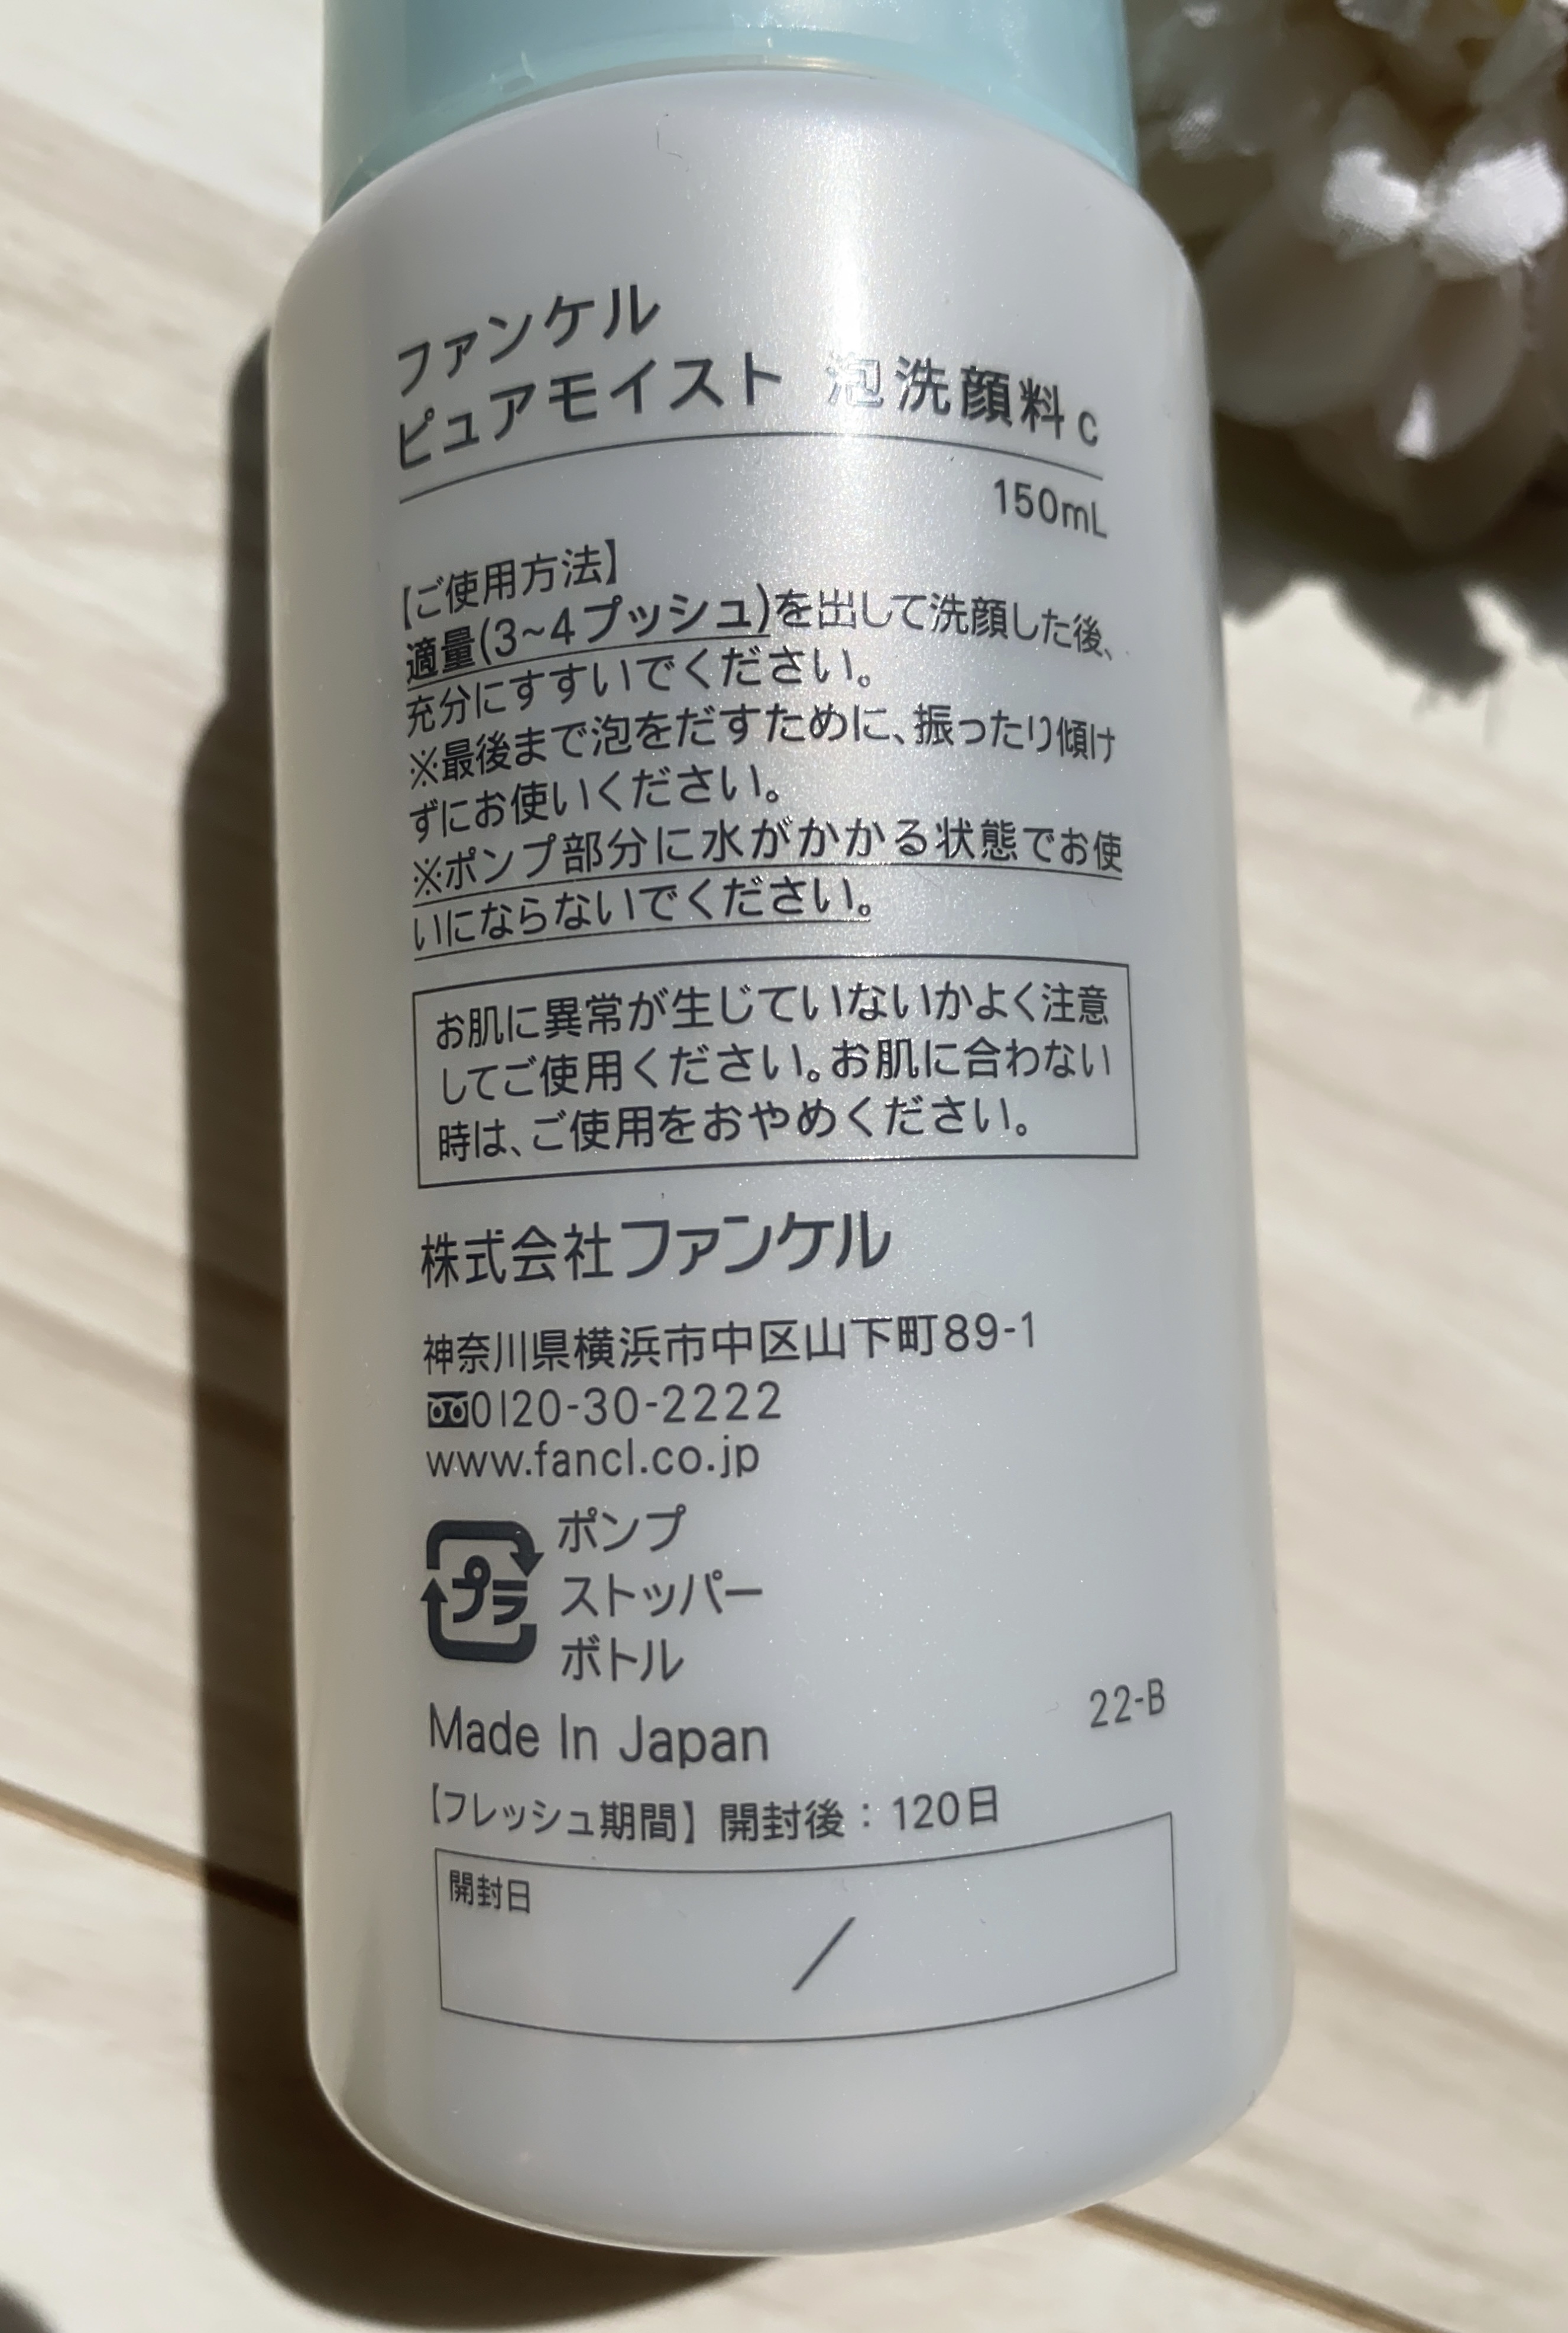 ファンケル
ピュアモイスト 泡洗顔料 c
150mL
【ご使用方法】
適量(3~4プッシュ)を出して洗顔した後、
充分にすすいでください。
※最後まで泡をだすために、振ったり傾け
ずにお使いください。
※ポンプ部分に水がかかる状態でお使
いにならないでください。
お肌に異常が生じていないかよく注意
してご使用ください。お肌に合わない
時は、ご使用をおやめください。
株式会社ファンケル
神奈川県横浜市中区山下町89-1
0120-30-2222
www.fancl.co.jp
プラ ポンプ
ストッパー
ボトル
22-B
Made In Japan
【フレッシュ期間】開封後：120日
開封日
/